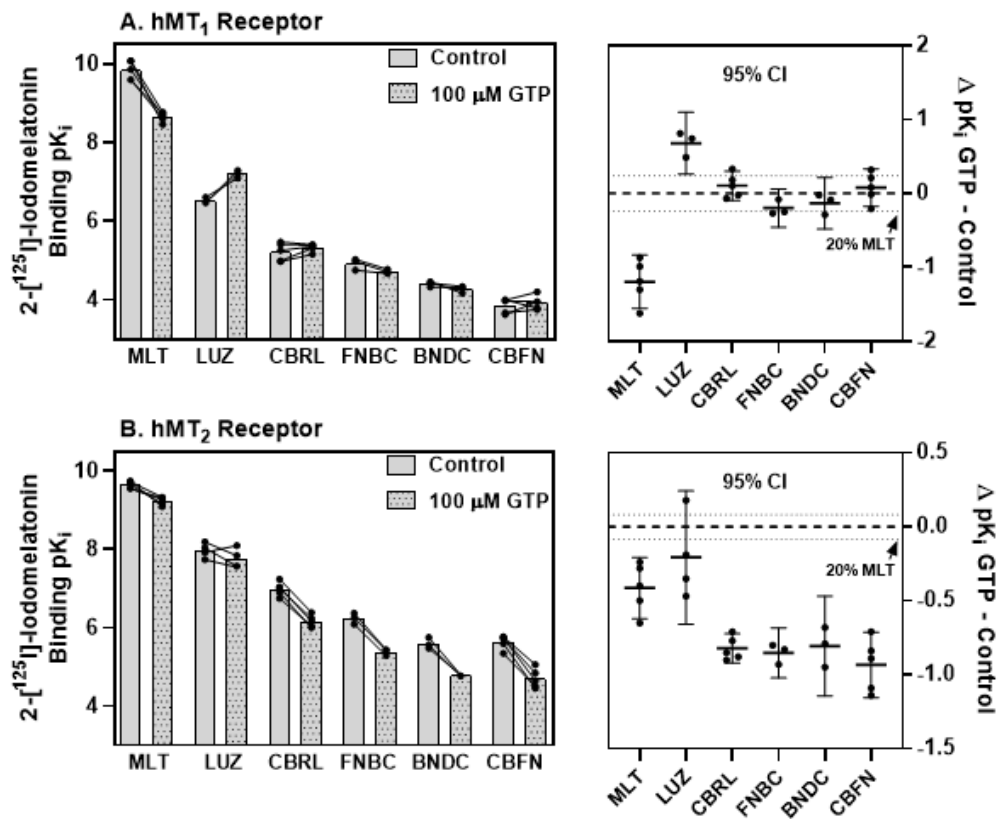 A. hMT₁ Receptor
2-[¹²⁵I]-Iodomelatonin
Binding pKᵢ
10
8
6
4
Control
100 μM GTP
MLT LUZ CBRL FNBC BNDC CBFN
95% CI
20% MLT
2
1
0
-1
-2
Δ pKᵢ GTP - Control
MLT LUZ CBRL FNBC BNDC CBFN
B. hMT₂ Receptor
2-[¹²⁵I]-Iodomelatonin
Binding pKᵢ
10
8
6
4
Control
100 μM GTP
MLT LUZ CBRL FNBC BNDC CBFN
95% CI
20% MLT
0.5
0.0
-0.5
-1.0
-1.5
Δ pKᵢ GTP - Control
MLT LUZ CBRL FNBC BNDC CBFN